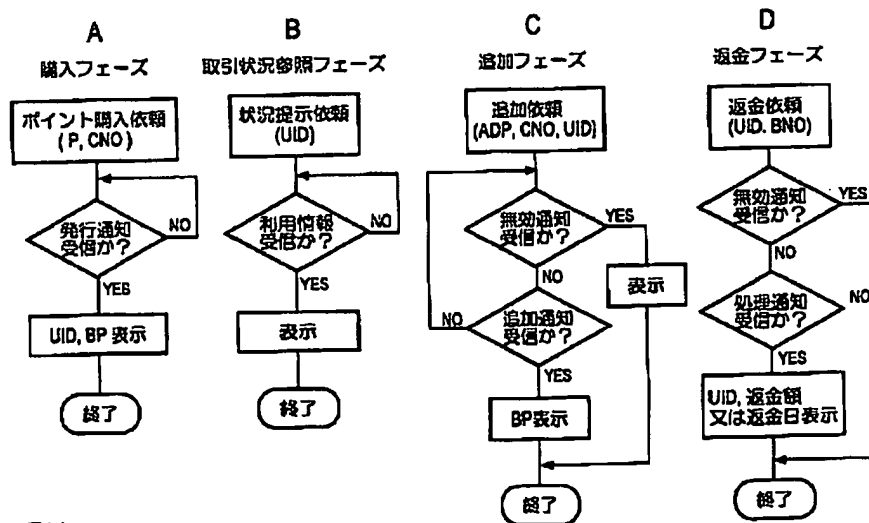 A
購入フェーズ
ポイント購入依頼
( P, CNO )
発行通知
受信か?
NO
YES
UID, BP 表示
終了
B
取引状況参照フェーズ
状況提示依頼
(UID)
利用情報
受信か?
NO
YES
表示
終了
C
追加フェーズ
追加依頼
(ADP, CNO, UID)
無効通知
受信か?
YES
NO
表示
追加通知
受信か?
NO
YES
BP表示
終了
D
返金フェーズ
返金依頼
(UID. BNO)
無効通知
受信か?
YES
NO
処理通知
受信か?
NO
YES
UID, 返金額
又は返金日表示
終了